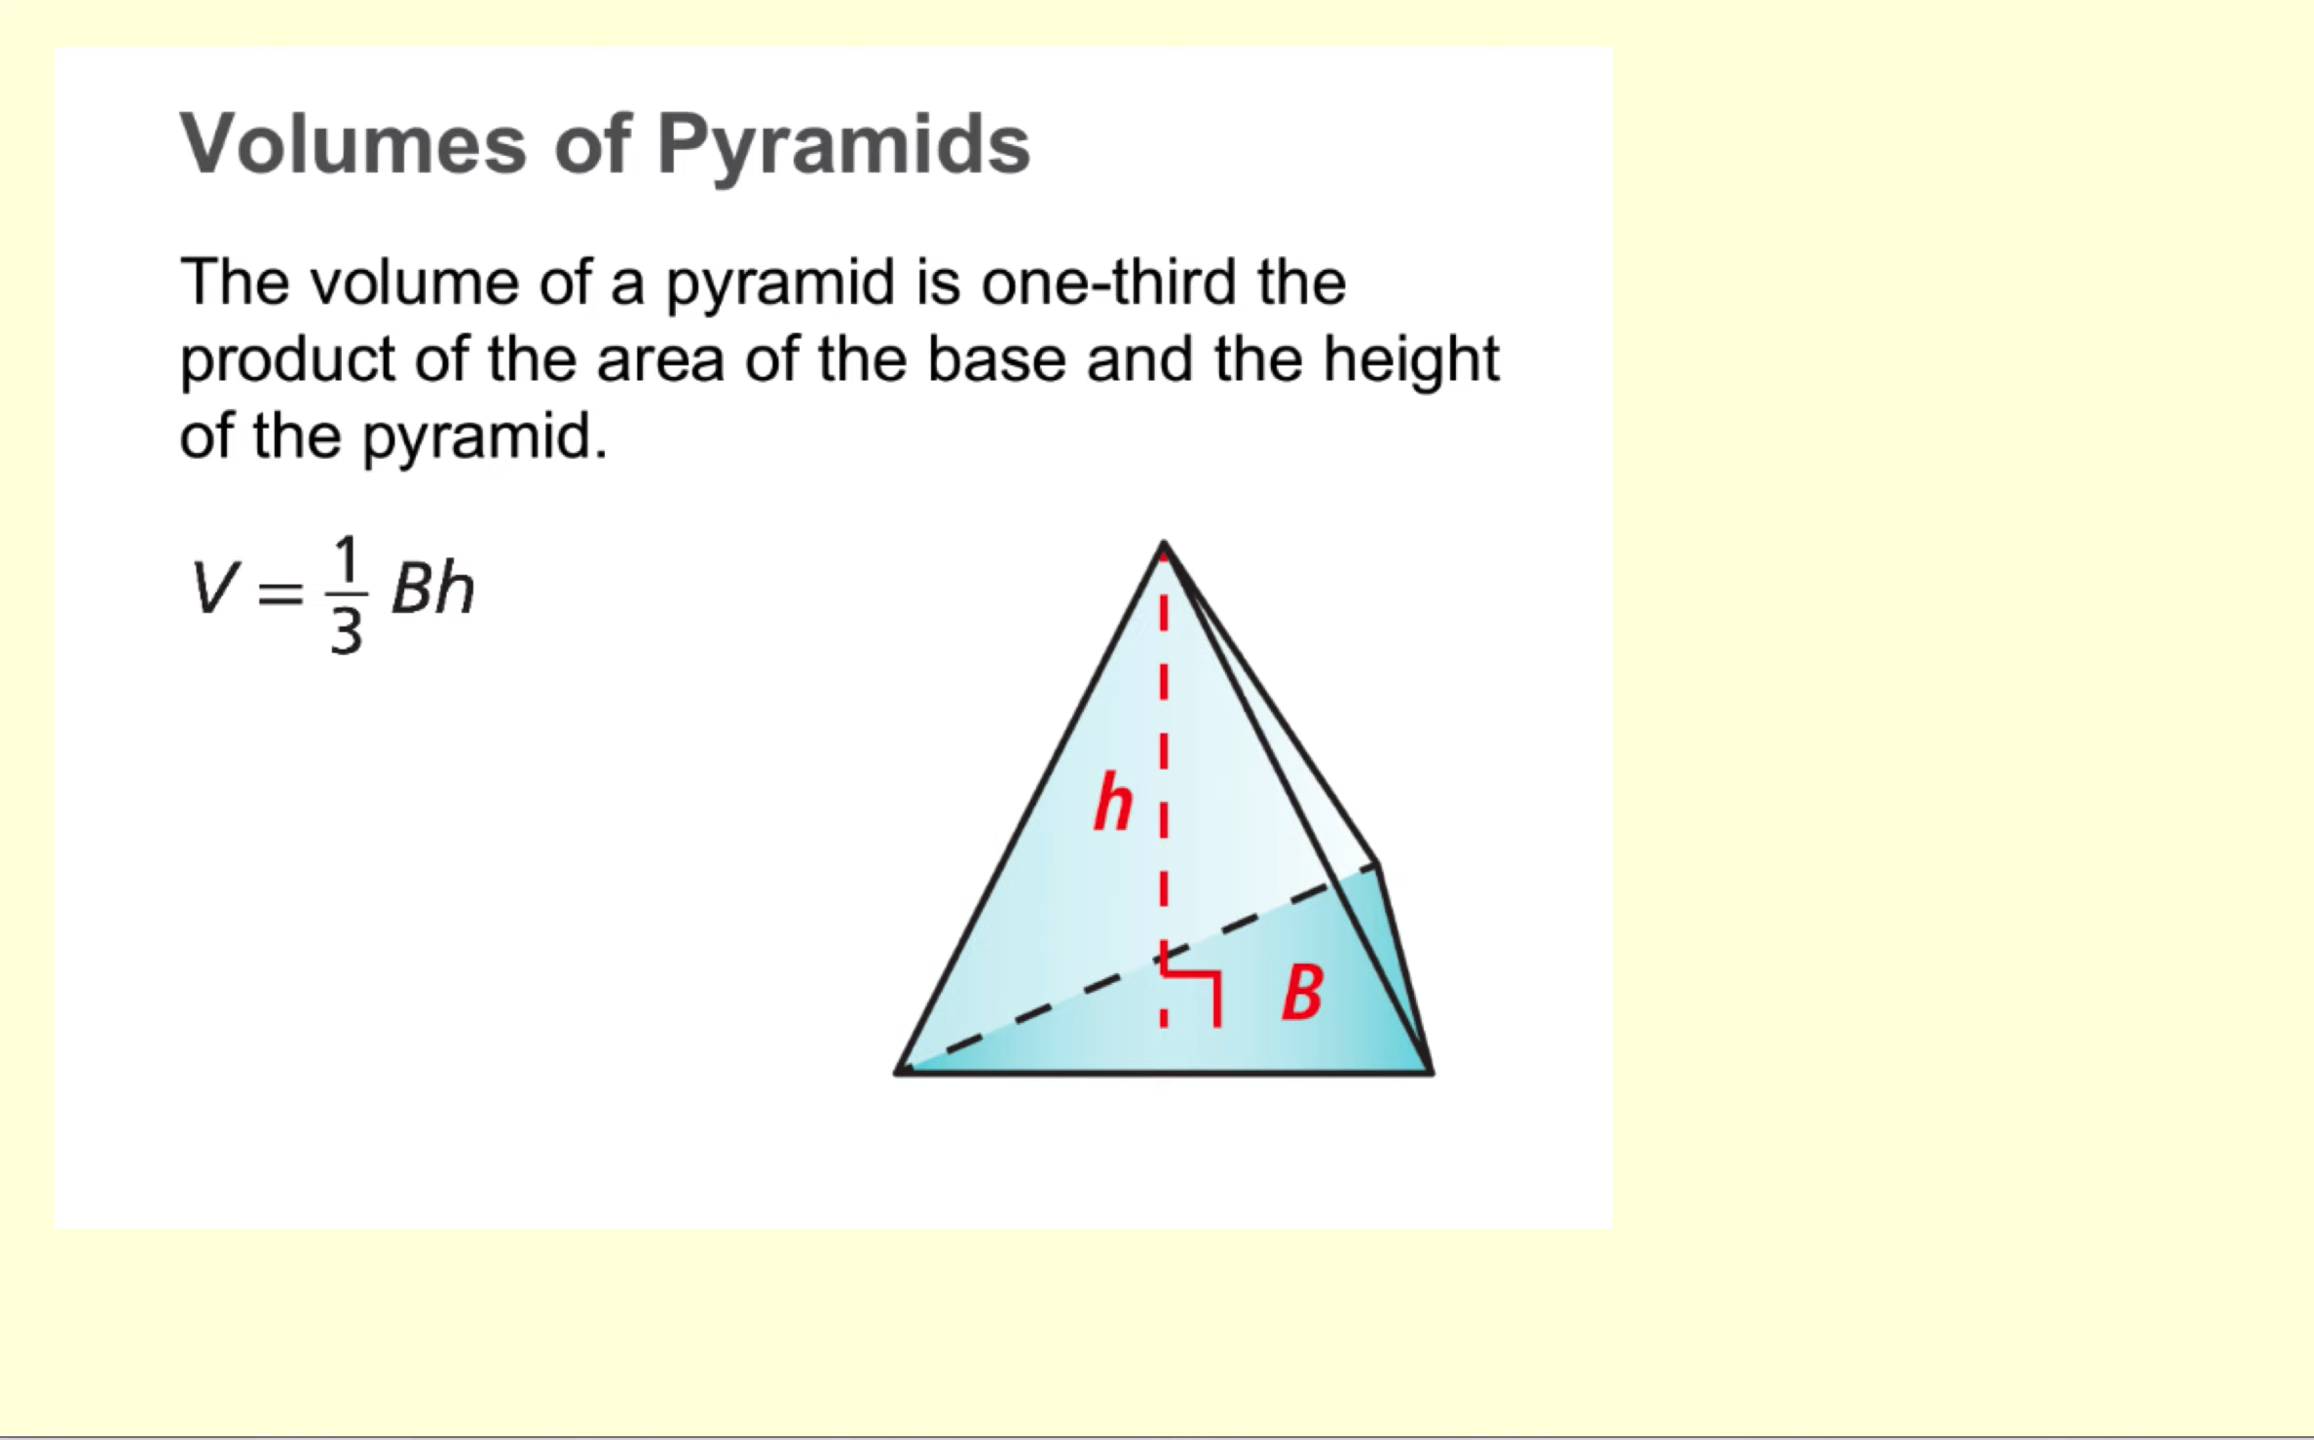 Volumes of Pyramids
The volume of a pyramid is one-third the
product of the area of the base and the height
of the pyramid.
V = 1/3 Bh
h
B